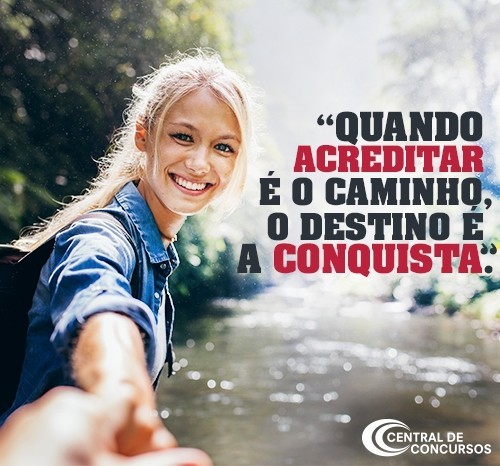 “QUANDO
ACREDITAR
É O CAMINHO,
O DESTINO É
A CONQUISTA”.
CENTRAL DE
CONCURSOS